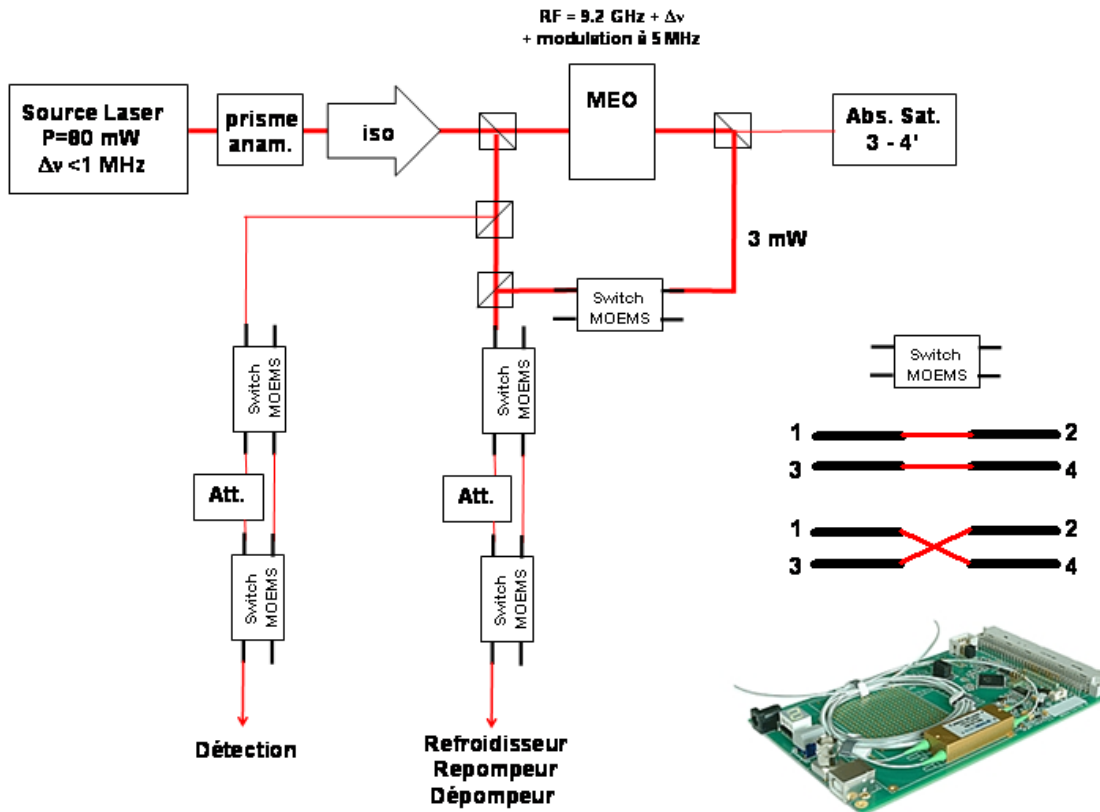 RF = 9.2 GHz + Δν
+ modulation à 5 MHz
Source Laser
P=80 mW
Δν <1 MHz
prisme
anam.
iso
MEO
Abs. Sat.
3 - 4'
3 mW
Switch
MOEMS
Switch
MOEMS
Switch
MOEMS
Switch
MOEMS
Att.
Att.
Switch
MOEMS
Switch
MOEMS
1 2
3 4
1 2
3 4
Détection
Refroidisseur
Repompeur
Dépompeur